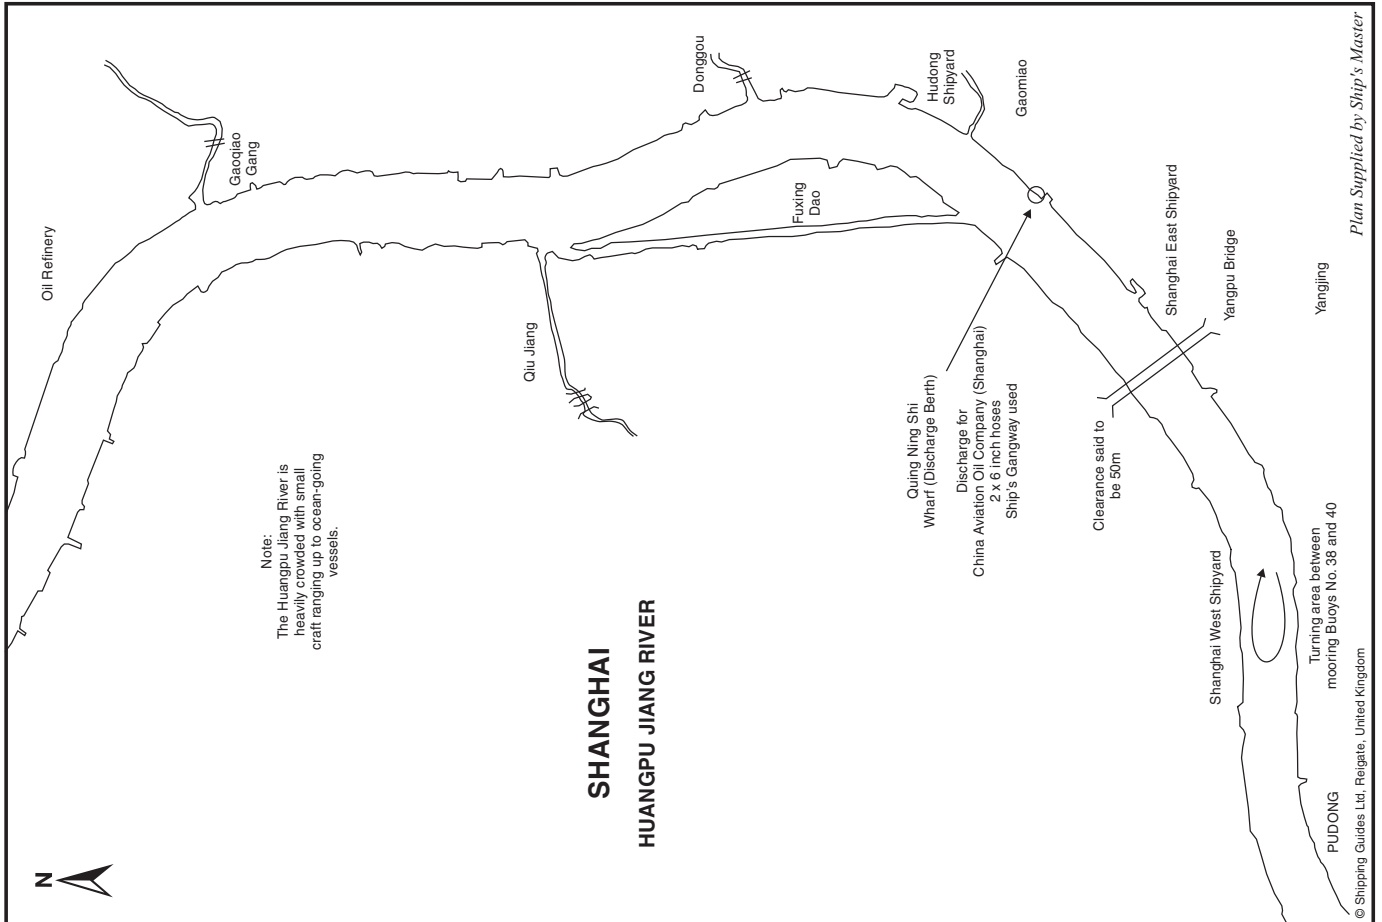 SHANGHAI
HUANGPU JIANG RIVER
N
Note:
The Huangpu Jiang River is
heavily crowded with small
craft ranging up to ocean-going
vessels.
Oil Refinery
Gaoqiao
Gang
Qiu Jiang
Donggou
Fuxing
Dao
Hudong
Shipyard
Gaomiao
Quing Ning Shi
Wharf (Discharge Berth)
Discharge for
China Aviation Oil Company (Shanghai)
2 x 6 inch hoses
Ship's Gangway used
Clearance said to
be 50m
Shanghai East Shipyard
Yangpu Bridge
Yangjing
Shanghai West Shipyard
Turning area between
mooring Buoys No. 38 and 40
PUDONG
© Shipping Guides Ltd, Reigate, United Kingdom
Plan Supplied by Ship's Master